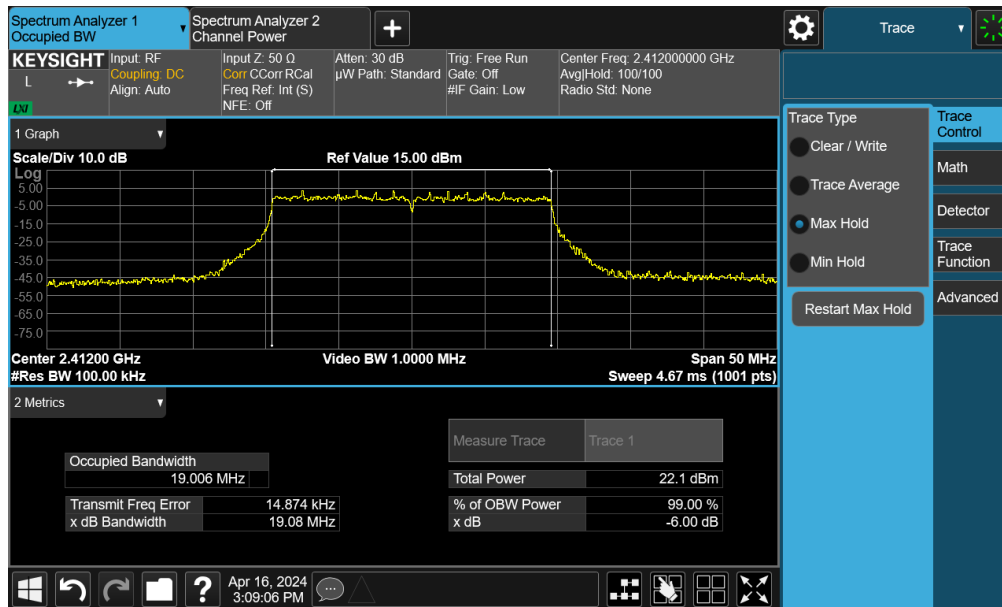 Spectrum Analyzer 1
Occupied BW
Spectrum Analyzer 2
Channel Power
Trace
KEYSIGHT
L
LXI
Input: RF
Coupling: DC
Align: Auto
Input Z: 50 Ω
Corr CCorr RCal
Freq Ref: Int (S)
NFE: Off
Atten: 30 dB
µW Path: Standard
Trig: Free Run
Gate: Off
#IF Gain: Low
Center Freq: 2.412000000 GHz
Avg|Hold: 100/100
Radio Std: None
1 Graph
Scale/Div 10.0 dB
Ref Value 15.00 dBm
Log
5.00
-5.00
-15.0
-25.0
-35.0
-45.0
-55.0
-65.0
-75.0
Center 2.41200 GHz
Video BW 1.0000 MHz
Span 50 MHz
#Res BW 100.00 kHz
Sweep 4.67 ms (1001 pts)
2 Metrics
Measure Trace
Trace 1
Occupied Bandwidth
19.006 MHz
Total Power
22.1 dBm
Transmit Freq Error
14.874 kHz
% of OBW Power
99.00 %
x dB Bandwidth
19.08 MHz
x dB
-6.00 dB
Trace Type
Clear / Write
Trace Average
Max Hold
Min Hold
Restart Max Hold
Trace
Control
Math
Detector
Trace
Function
Advanced
?
Apr 16, 2024
3:09:06 PM